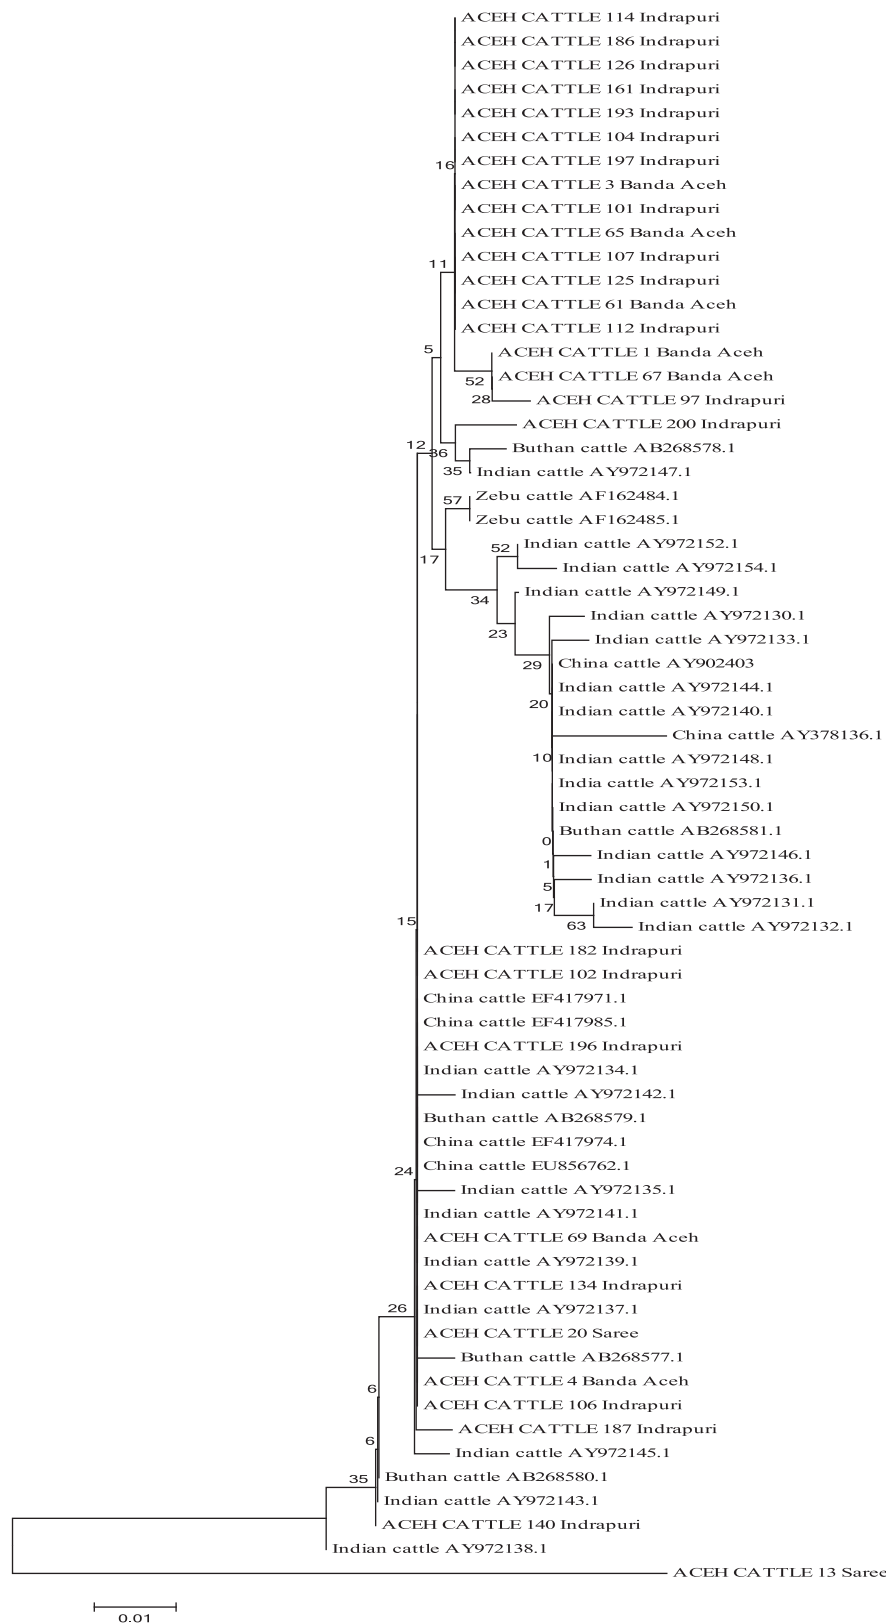 ACEH CATTLE 114 Indrapuri
ACEH CATTLE 186 Indrapuri
ACEH CATTLE 126 Indrapuri
ACEH CATTLE 161 Indrapuri
ACEH CATTLE 193 Indrapuri
ACEH CATTLE 104 Indrapuri
16 ACEH CATTLE 197 Indrapuri
ACEH CATTLE 3 Banda Aceh
ACEH CATTLE 101 Indrapuri
ACEH CATTLE 65 Banda Aceh
11 ACEH CATTLE 107 Indrapuri
ACEH CATTLE 125 Indrapuri
ACEH CATTLE 61 Banda Aceh
ACEH CATTLE 112 Indrapuri
5 ACEH CATTLE 1 Banda Aceh
52 ACEH CATTLE 67 Banda Aceh
28 ACEH CATTLE 97 Indrapuri
ACEH CATTLE 200 Indrapuri
12 36 Buthan cattle AB268578.1
35 Indian cattle AY972147.1
57 Zebu cattle AF162484.1
Zebu cattle AF162485.1
52 Indian cattle AY972152.1
17 Indian cattle AY972154.1
34 Indian cattle AY972149.1
Indian cattle AY972130.1
23 Indian cattle AY972133.1
29 China cattle AY902403
Indian cattle AY972144.1
20 Indian cattle AY972140.1
China cattle AY378136.1
10 Indian cattle AY972148.1
India cattle AY972153.1
Indian cattle AY972150.1
Buthan cattle AB268581.1
0
Indian cattle AY972146.1
1
Indian cattle AY972136.1
5
17 Indian cattle AY972131.1
63 Indian cattle AY972132.1
15
ACEH CATTLE 182 Indrapuri
ACEH CATTLE 102 Indrapuri
China cattle EF417971.1
China cattle EF417985.1
ACEH CATTLE 196 Indrapuri
Indian cattle AY972134.1
Indian cattle AY972142.1
Buthan cattle AB268579.1
China cattle EF417974.1
24 China cattle EU856762.1
Indian cattle AY972135.1
Indian cattle AY972141.1
ACEH CATTLE 69 Banda Aceh
Indian cattle AY972139.1
ACEH CATTLE 134 Indrapuri
26 Indian cattle AY972137.1
ACEH CATTLE 20 Saree
Buthan cattle AB268577.1
6 ACEH CATTLE 4 Banda Aceh
ACEH CATTLE 106 Indrapuri
ACEH CATTLE 187 Indrapuri
6
Indian cattle AY972145.1
35 Buthan cattle AB268580.1
Indian cattle AY972143.1
ACEH CATTLE 140 Indrapuri
Indian cattle AY972138.1
ACEH CATTLE 13 Saree
0.01